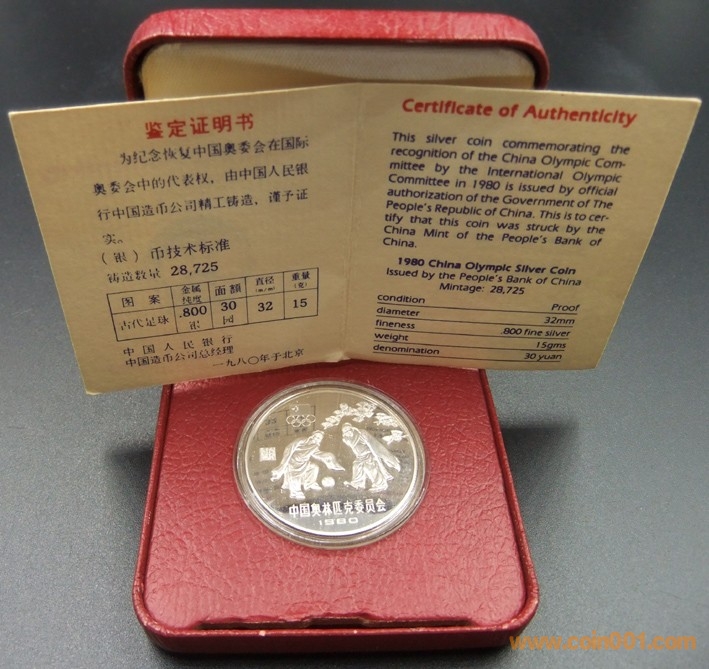 鉴定证明书
为纪念恢复中国奥委会在国际
奥委会中的代表权，由中国人民银
行中国造币公司精工铸造，谨予证
实。
（银）币技术标准
铸造数量 28,725
图 案 金属纯度 面额 直径(m/m) 重量(克)
古代足球 .800 银 30 园 32 15
中国人民银行
中国造币公司总经理
一九八〇年于北京
Certificate of Authenticity
This silver coin commemorating the
recognition of the China Olympic Com-
mittee by the International Olympic
Committee in 1980 is issued by official
authorization of the Government of The
People's Republic of China. This is to cer-
tify that this coin was struck by the
China Mint of the People's Bank of
China.
1980 China Olympic Silver Coin
Issued by the People's Bank of China
Mintage: 28,725
condition Proof
diameter 32mm
fineness .800 fine silver
weight 15gms
denomination 30 yuan
中国奥林匹克委员会
1980
www.coin001.com